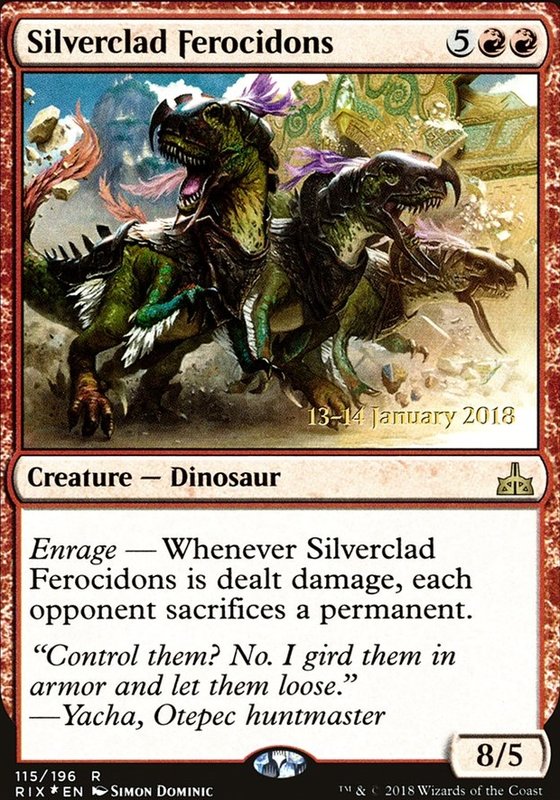 Silverclad Ferocidons 5
13–14 January 2018
Creature — Dinosaur
Enrage — Whenever Silverclad
Ferocidons is dealt damage, each
opponent sacrifices a permanent.
“Control them? No. I gird them in
armor and let them loose.”
—Yacha, Otepec huntmaster
8/5
115/196 R
RIX★EN Simon Dominic
™ & © 2018 Wizards of the Coast